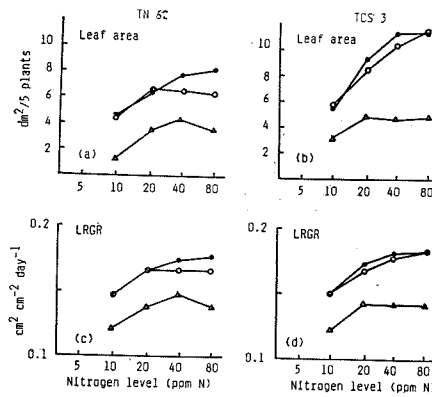 TN 62 TCS 3
Leaf area Leaf area
10 10
8 8
6 6
4 4
2
dm²/5 plants
(a) (b)
5 10 20 40 80 5 10 20 40 80
0.2 0.2
LRGR LRGR
cm² cm⁻² day⁻¹
(c) (d)
0.1 0.1
5 10 20 40 80 5 10 20 40 80
Nitrogen level (ppm N) Nitrogen level (ppm N)